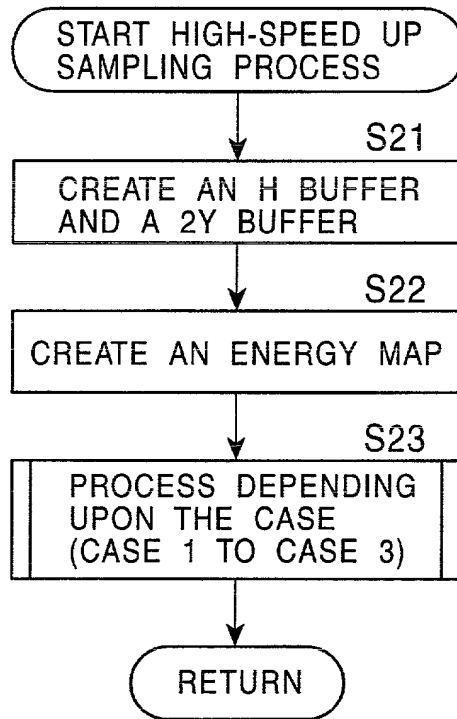 START HIGH-SPEED UP
SAMPLING PROCESS
S21
CREATE AN H BUFFER
AND A 2Y BUFFER
S22
CREATE AN ENERGY MAP
S23
PROCESS DEPENDING
UPON THE CASE
(CASE 1 TO CASE 3)
RETURN